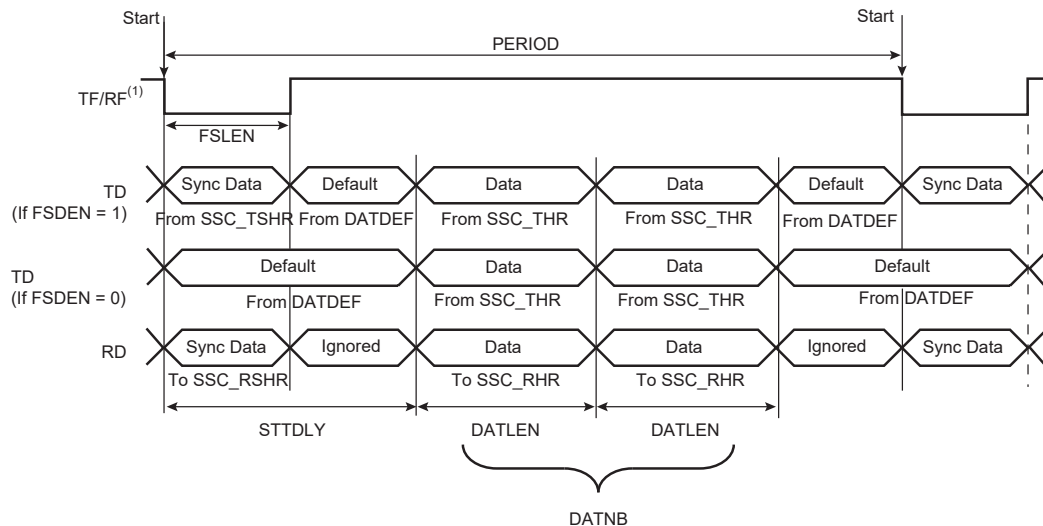 Start Start
PERIOD
TF/RF(1)
FSLEN
TD
(If FSDEN = 1)
Sync Data Default Data Data Default Sync Data
From SSC_TSHR From DATDEF From SSC_THR From SSC_THR From DATDEF
TD
(If FSDEN = 0)
Default Data Data Default
From DATDEF From SSC_THR From SSC_THR From DATDEF
RD Sync Data Ignored Data Data Ignored Sync Data
To SSC_RSHR To SSC_RHR To SSC_RHR
STTDLY DATLEN DATLEN
DATNB